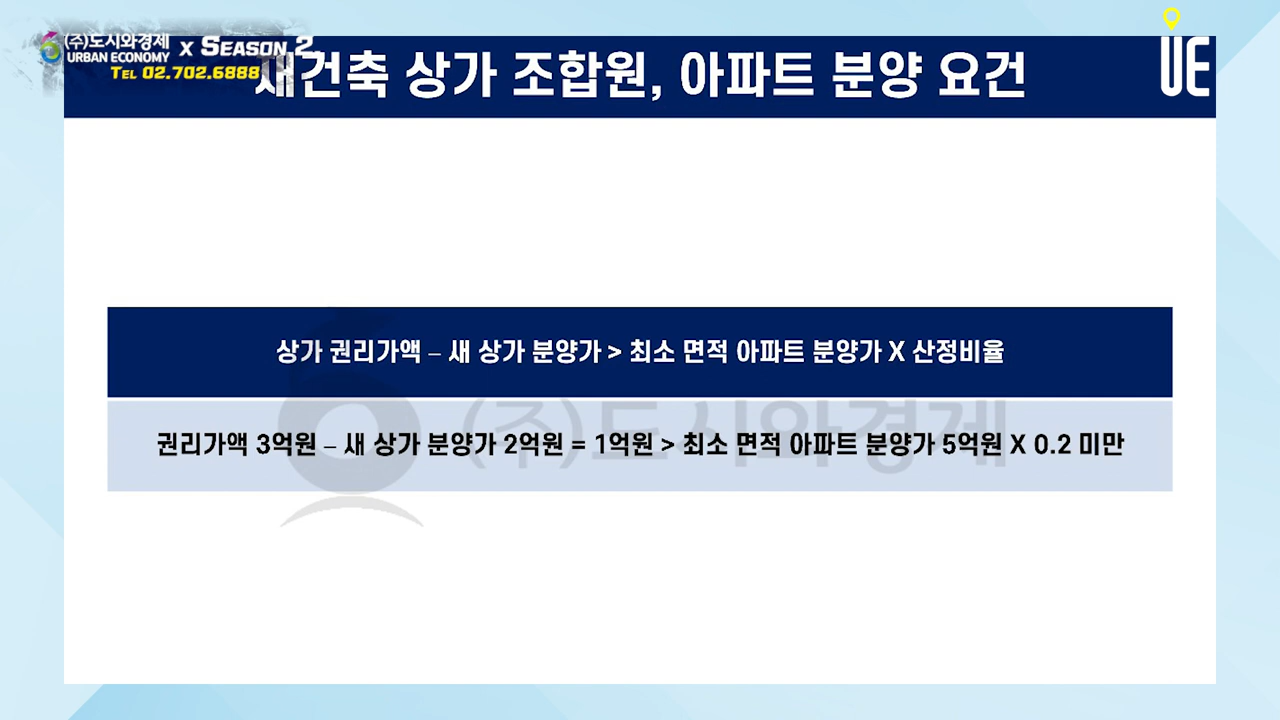 (주)도시와경제
URBAN ECONOMY X SEASON 2
TEL 02.702.6888
재건축 상가 조합원, 아파트 분양 요건
UE
상가 권리가액 – 새 상가 분양가 > 최소 면적 아파트 분양가 X 산정비율
(주)도시와경제
권리가액 3억원 – 새 상가 분양가 2억원 = 1억원 > 최소 면적 아파트 분양가 5억원 X 0.2 미만